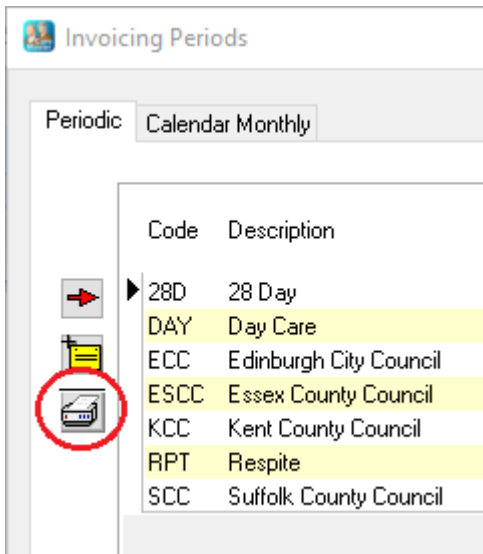 Invoicing Periods
Periodic Calendar Monthly
Code Description
28D 28 Day
DAY Day Care
ECC Edinburgh City Council
ESCC Essex County Council
KCC Kent County Council
RPT Respite
SCC Suffolk County Council